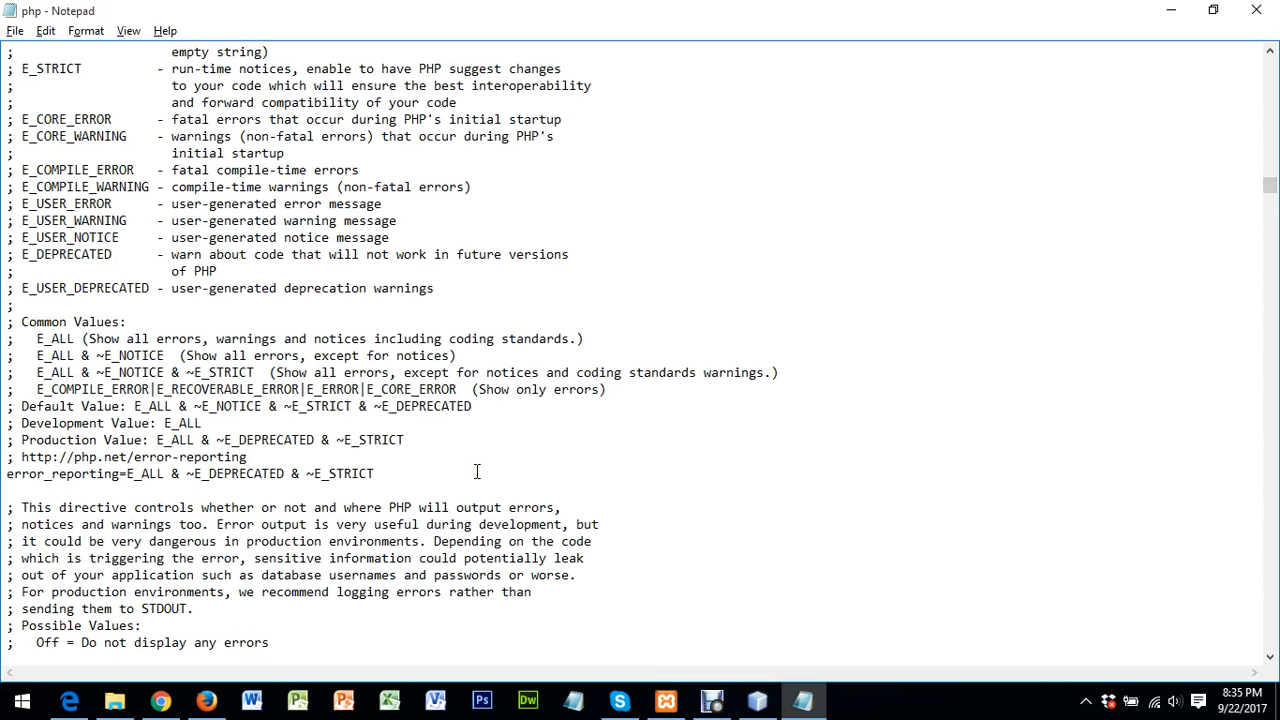 php - Notepad
File Edit Format View Help
; empty string)
; E_STRICT - run-time notices, enable to have PHP suggest changes
; to your code which will ensure the best interoperability
; and forward compatibility of your code
; E_CORE_ERROR - fatal errors that occur during PHP's initial startup
; E_CORE_WARNING - warnings (non-fatal errors) that occur during PHP's
; initial startup
; E_COMPILE_ERROR - fatal compile-time errors
; E_COMPILE_WARNING - compile-time warnings (non-fatal errors)
; E_USER_ERROR - user-generated error message
; E_USER_WARNING - user-generated warning message
; E_USER_NOTICE - user-generated notice message
; E_DEPRECATED - warn about code that will not work in future versions
; of PHP
; E_USER_DEPRECATED - user-generated deprecation warnings
;
; Common Values:
; E_ALL (Show all errors, warnings and notices including coding standards.)
; E_ALL & ~E_NOTICE (Show all errors, except for notices)
; E_ALL & ~E_NOTICE & ~E_STRICT (Show all errors, except for notices and coding standards warnings.)
; E_COMPILE_ERROR|E_RECOVERABLE_ERROR|E_ERROR|E_CORE_ERROR (Show only errors)
; Default Value: E_ALL & ~E_NOTICE & ~E_STRICT & ~E_DEPRECATED
; Development Value: E_ALL
; Production Value: E_ALL & ~E_DEPRECATED & ~E_STRICT
; http://php.net/error-reporting
error_reporting=E_ALL & ~E_DEPRECATED & ~E_STRICT
; This directive controls whether or not and where PHP will output errors,
; notices and warnings too. Error output is very useful during development, but
; it could be very dangerous in production environments. Depending on the code
; which is triggering the error, sensitive information could potentially leak
; out of your application such as database usernames and passwords or worse.
; For production environments, we recommend logging errors rather than
; sending them to STDOUT.
; Possible Values:
; Off = Do not display any errors
Ps Dw
8:35 PM
9/22/2017